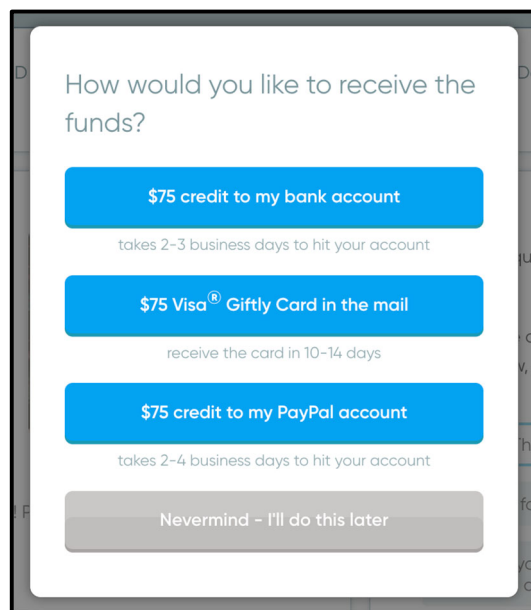 How would you like to receive the
funds?
$75 credit to my bank account
takes 2-3 business days to hit your account
$75 Visa® Giftly Card in the mail
receive the card in 10-14 days
$75 credit to my PayPal account
takes 2-4 business days to hit your account
Nevermind - I'll do this later